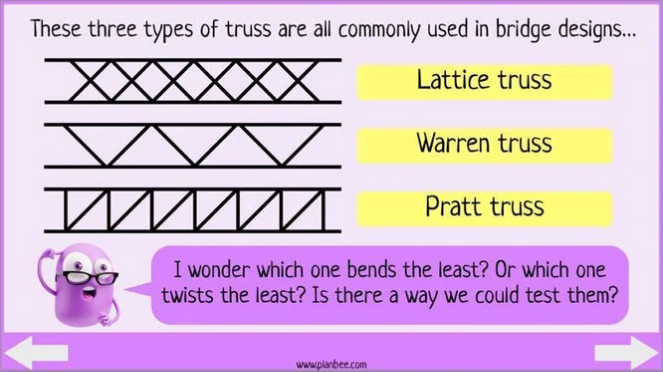 These three types of truss are all commonly used in bridge designs...
Lattice truss
Warren truss
Pratt truss
I wonder which one bends the least? Or which one
twists the least? Is there a way we could test them?
www.planbee.com